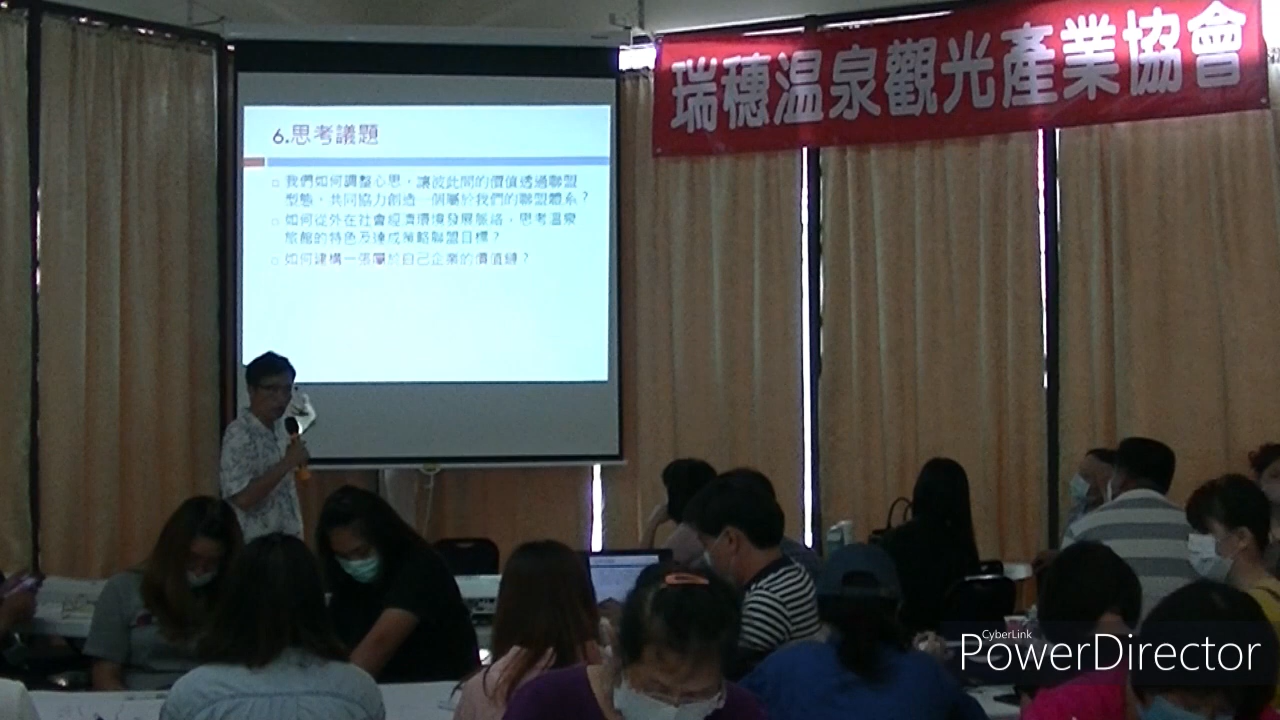 瑞穗温泉觀光產業協會
6.思考議題
我們如何調整心思，讓彼此間的價值透過聯盟
型態，共同協力創造一個屬於我們的聯盟體系？
如何從外在社會經濟環境發展脈絡，思考溫泉
旅館的特色及達成策略聯盟目標？
如何建構一張屬於自己企業的價值鏈？
CyberLink
PowerDirector